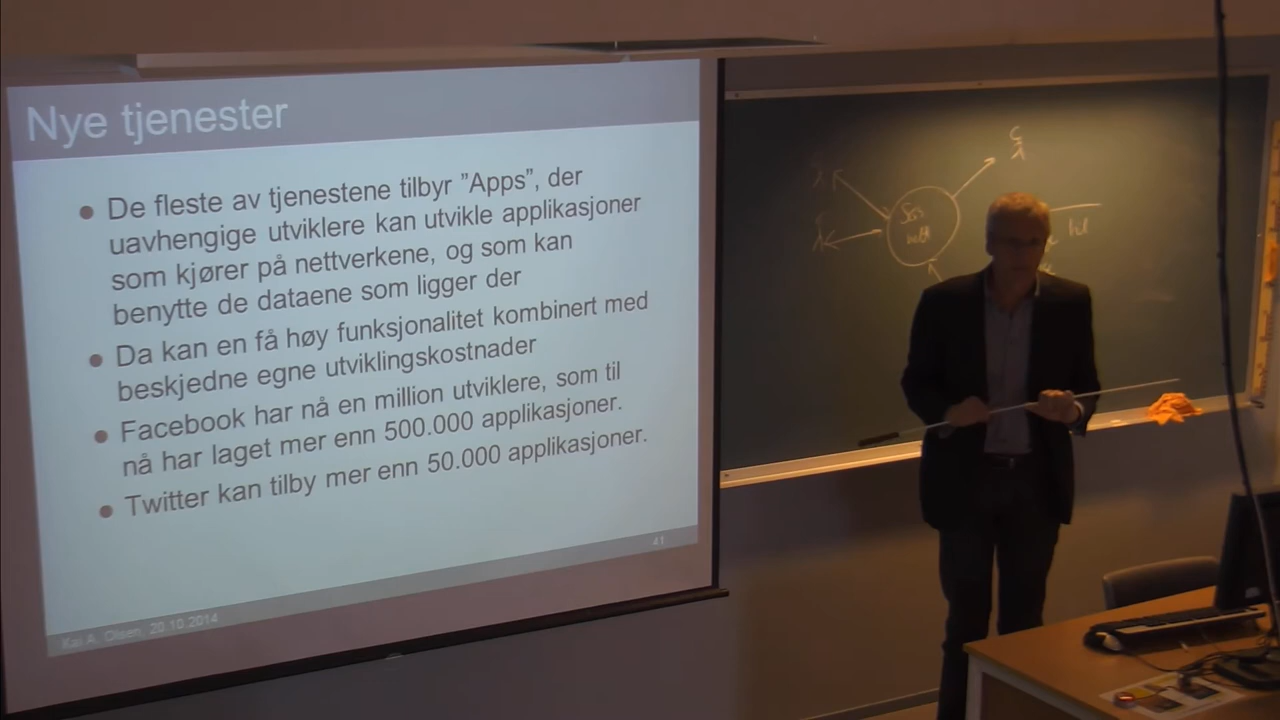 Nye tjenester
De fleste av tjenestene tilbyr ”Apps”, der
uavhengige utviklere kan utvikle applikasjoner
som kjører på nettverkene, og som kan
benytte de dataene som ligger der
Da kan en få høy funksjonalitet kombinert med
beskjedne egne utviklingskostnader
Facebook har nå en million utviklere, som til
nå har laget mer enn 500.000 applikasjoner.
Twitter kan tilby mer enn 50.000 applikasjoner.
41
Kai A. Olsen, 20.10.2014